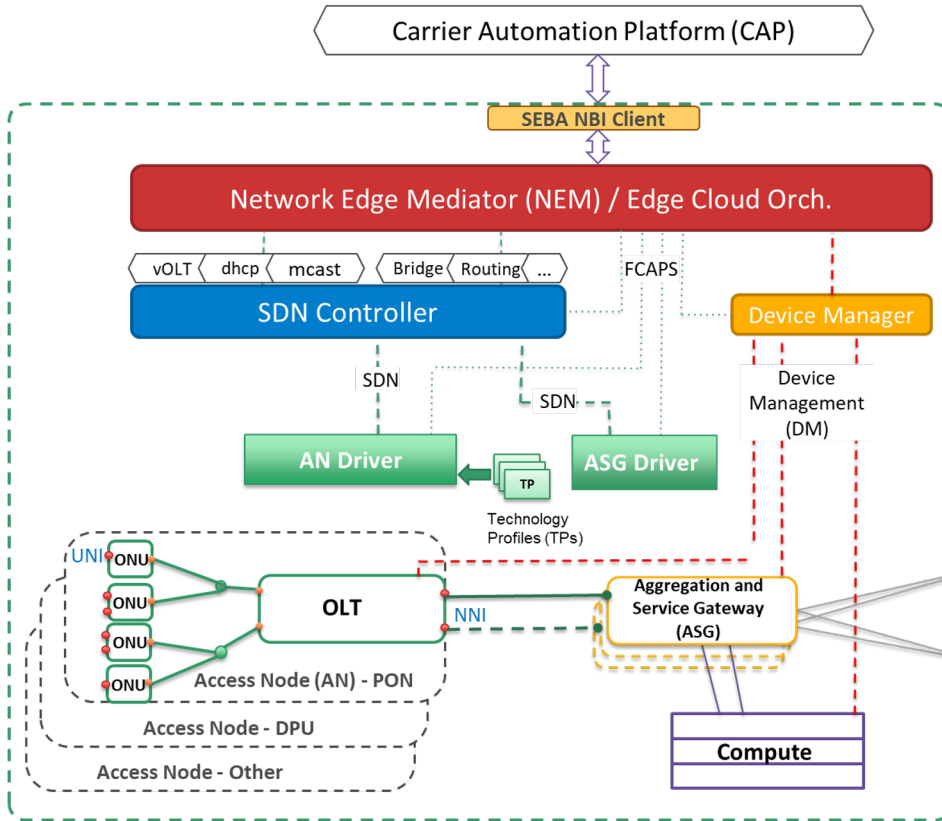 Carrier Automation Platform (CAP)
SEBA NBI Client
Network Edge Mediator (NEM) / Edge Cloud Orch.
vOLT
dhcp
mcast
Bridge
Routing
...
FCAPS
SDN Controller
Device Manager
SDN
SDN
Device
Management
(DM)
AN Driver
TP
ASG Driver
Technology
Profiles (TPs)
UNI
ONU
ONU
ONU
ONU
OLT
NNI
Aggregation and
Service Gateway
(ASG)
Access Node (AN) - PON
Access Node - DPU
Access Node - Other
Compute